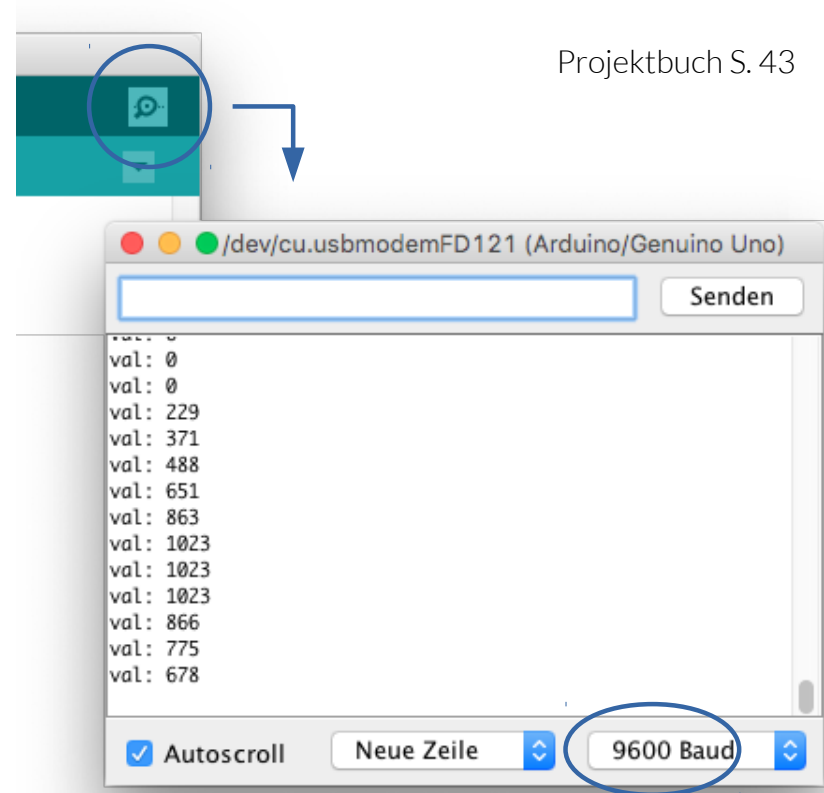 Projektbuch S. 43
/dev/cu.usbmodemFD121 (Arduino/Genuino Uno)
Senden
val: 0
val: 0
val: 229
val: 371
val: 488
val: 651
val: 863
val: 1023
val: 1023
val: 1023
val: 866
val: 775
val: 678
Autoscroll Neue Zeile 9600 Baud